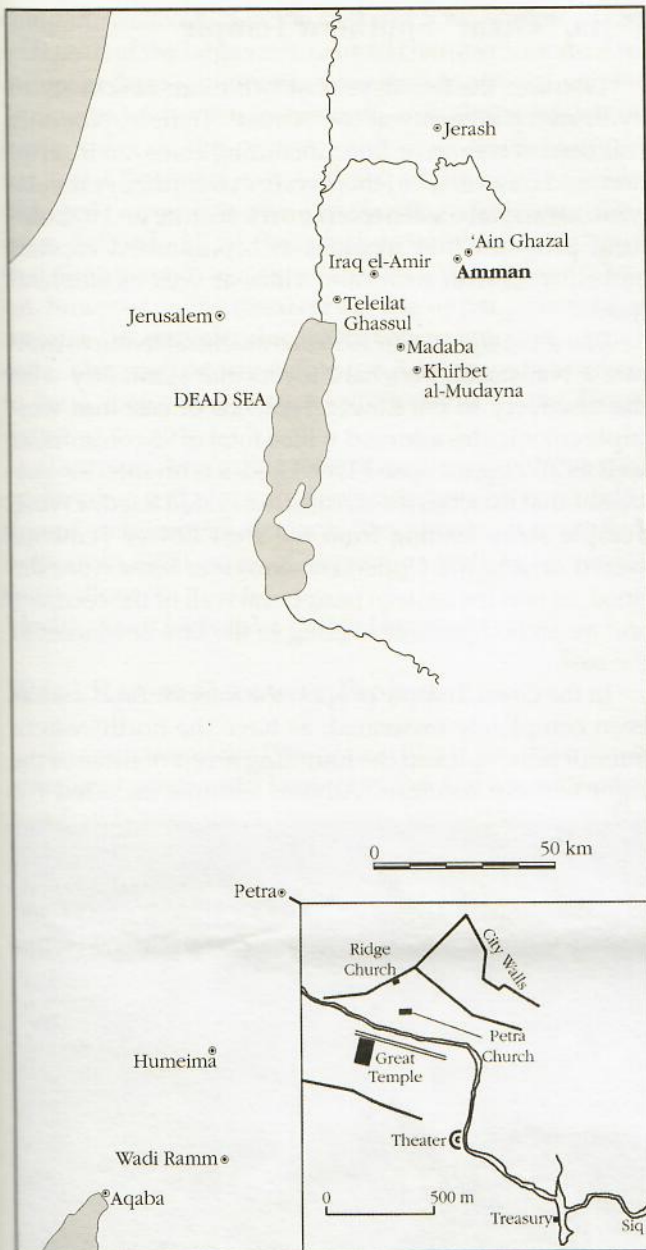 Jerash
'Ain Ghazal
Iraq el-Amir
Amman
Teleilat
Ghassul
Jerusalem
Madaba
Khirbet
al-Mudayna
DEAD SEA
0 50 km
Petra
Ridge
Church
City Walls
Petra
Church
Great
Temple
Humeima
Theater
Wadi Ramm
Aqaba
0 500 m
Treasury
Siq